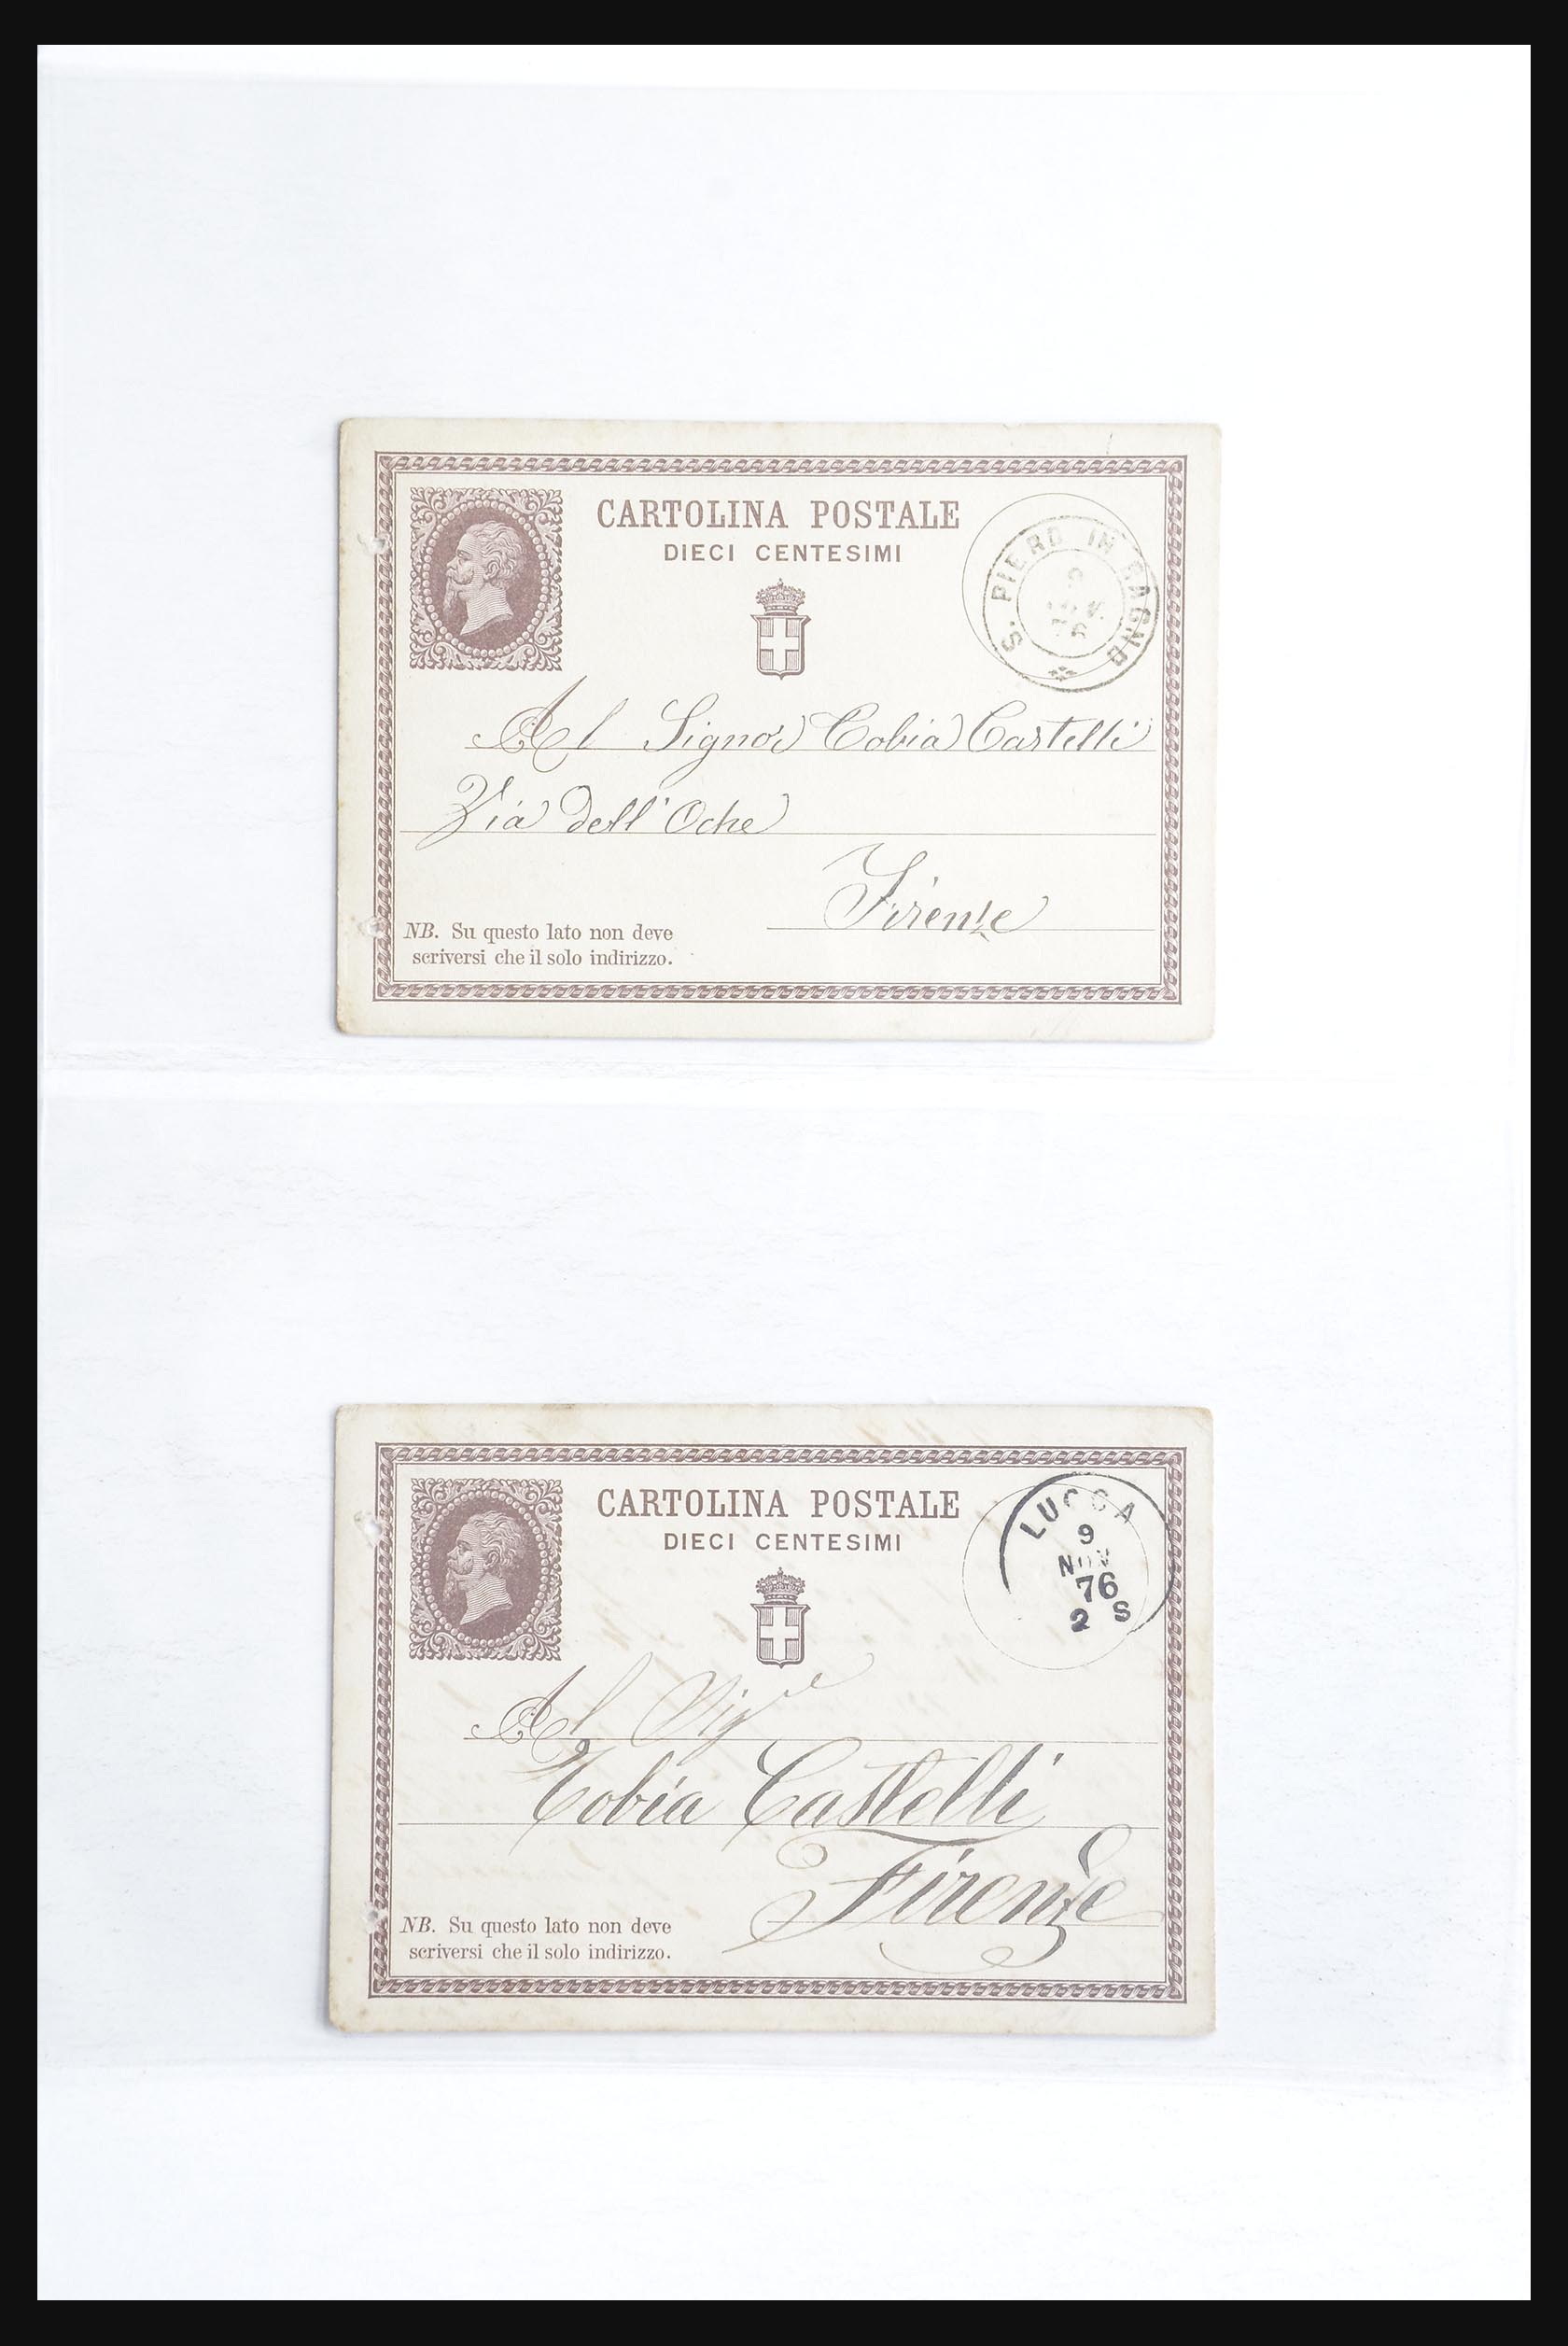 CARTOLINA POSTALE
DIECI CENTESIMI
S. PIERO IN BAGNO
9
Al Signor Tobia Castelli
Via dell'Oche
Firenze
NB. Su questo lato non deve
scriversi che il solo indirizzo.
CARTOLINA POSTALE
DIECI CENTESIMI
LUCCA
9
NOV
76
2 S
Al Sigre
Tobia Castelli
Firenze
NB. Su questo lato non deve
scriversi che il solo indirizzo.